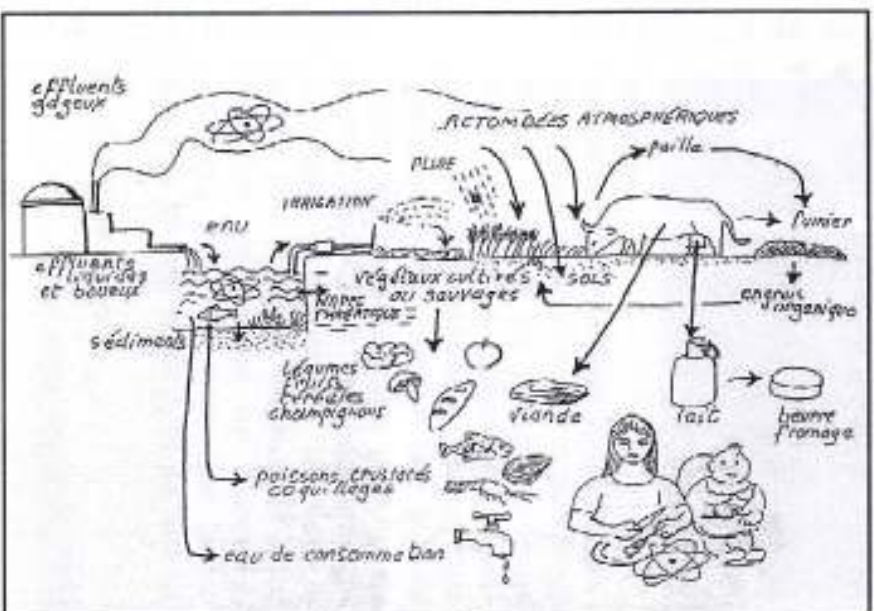 effluents
gazeux
RETOMBÉES ATMOSPHÉRIQUES
paille
PLUIE
IRRIGATION
eau
fumier
effluents
liquides
et boueux
végétaux cultivés
ou sauvages
SOLS
NAPPE
PHRÉATIQUE
engrais
organique
sédiments
légumes
fruits
céréales
champignons
viande
lait
beurre
fromage
poissons crustacés
coquillages
eau de consommation